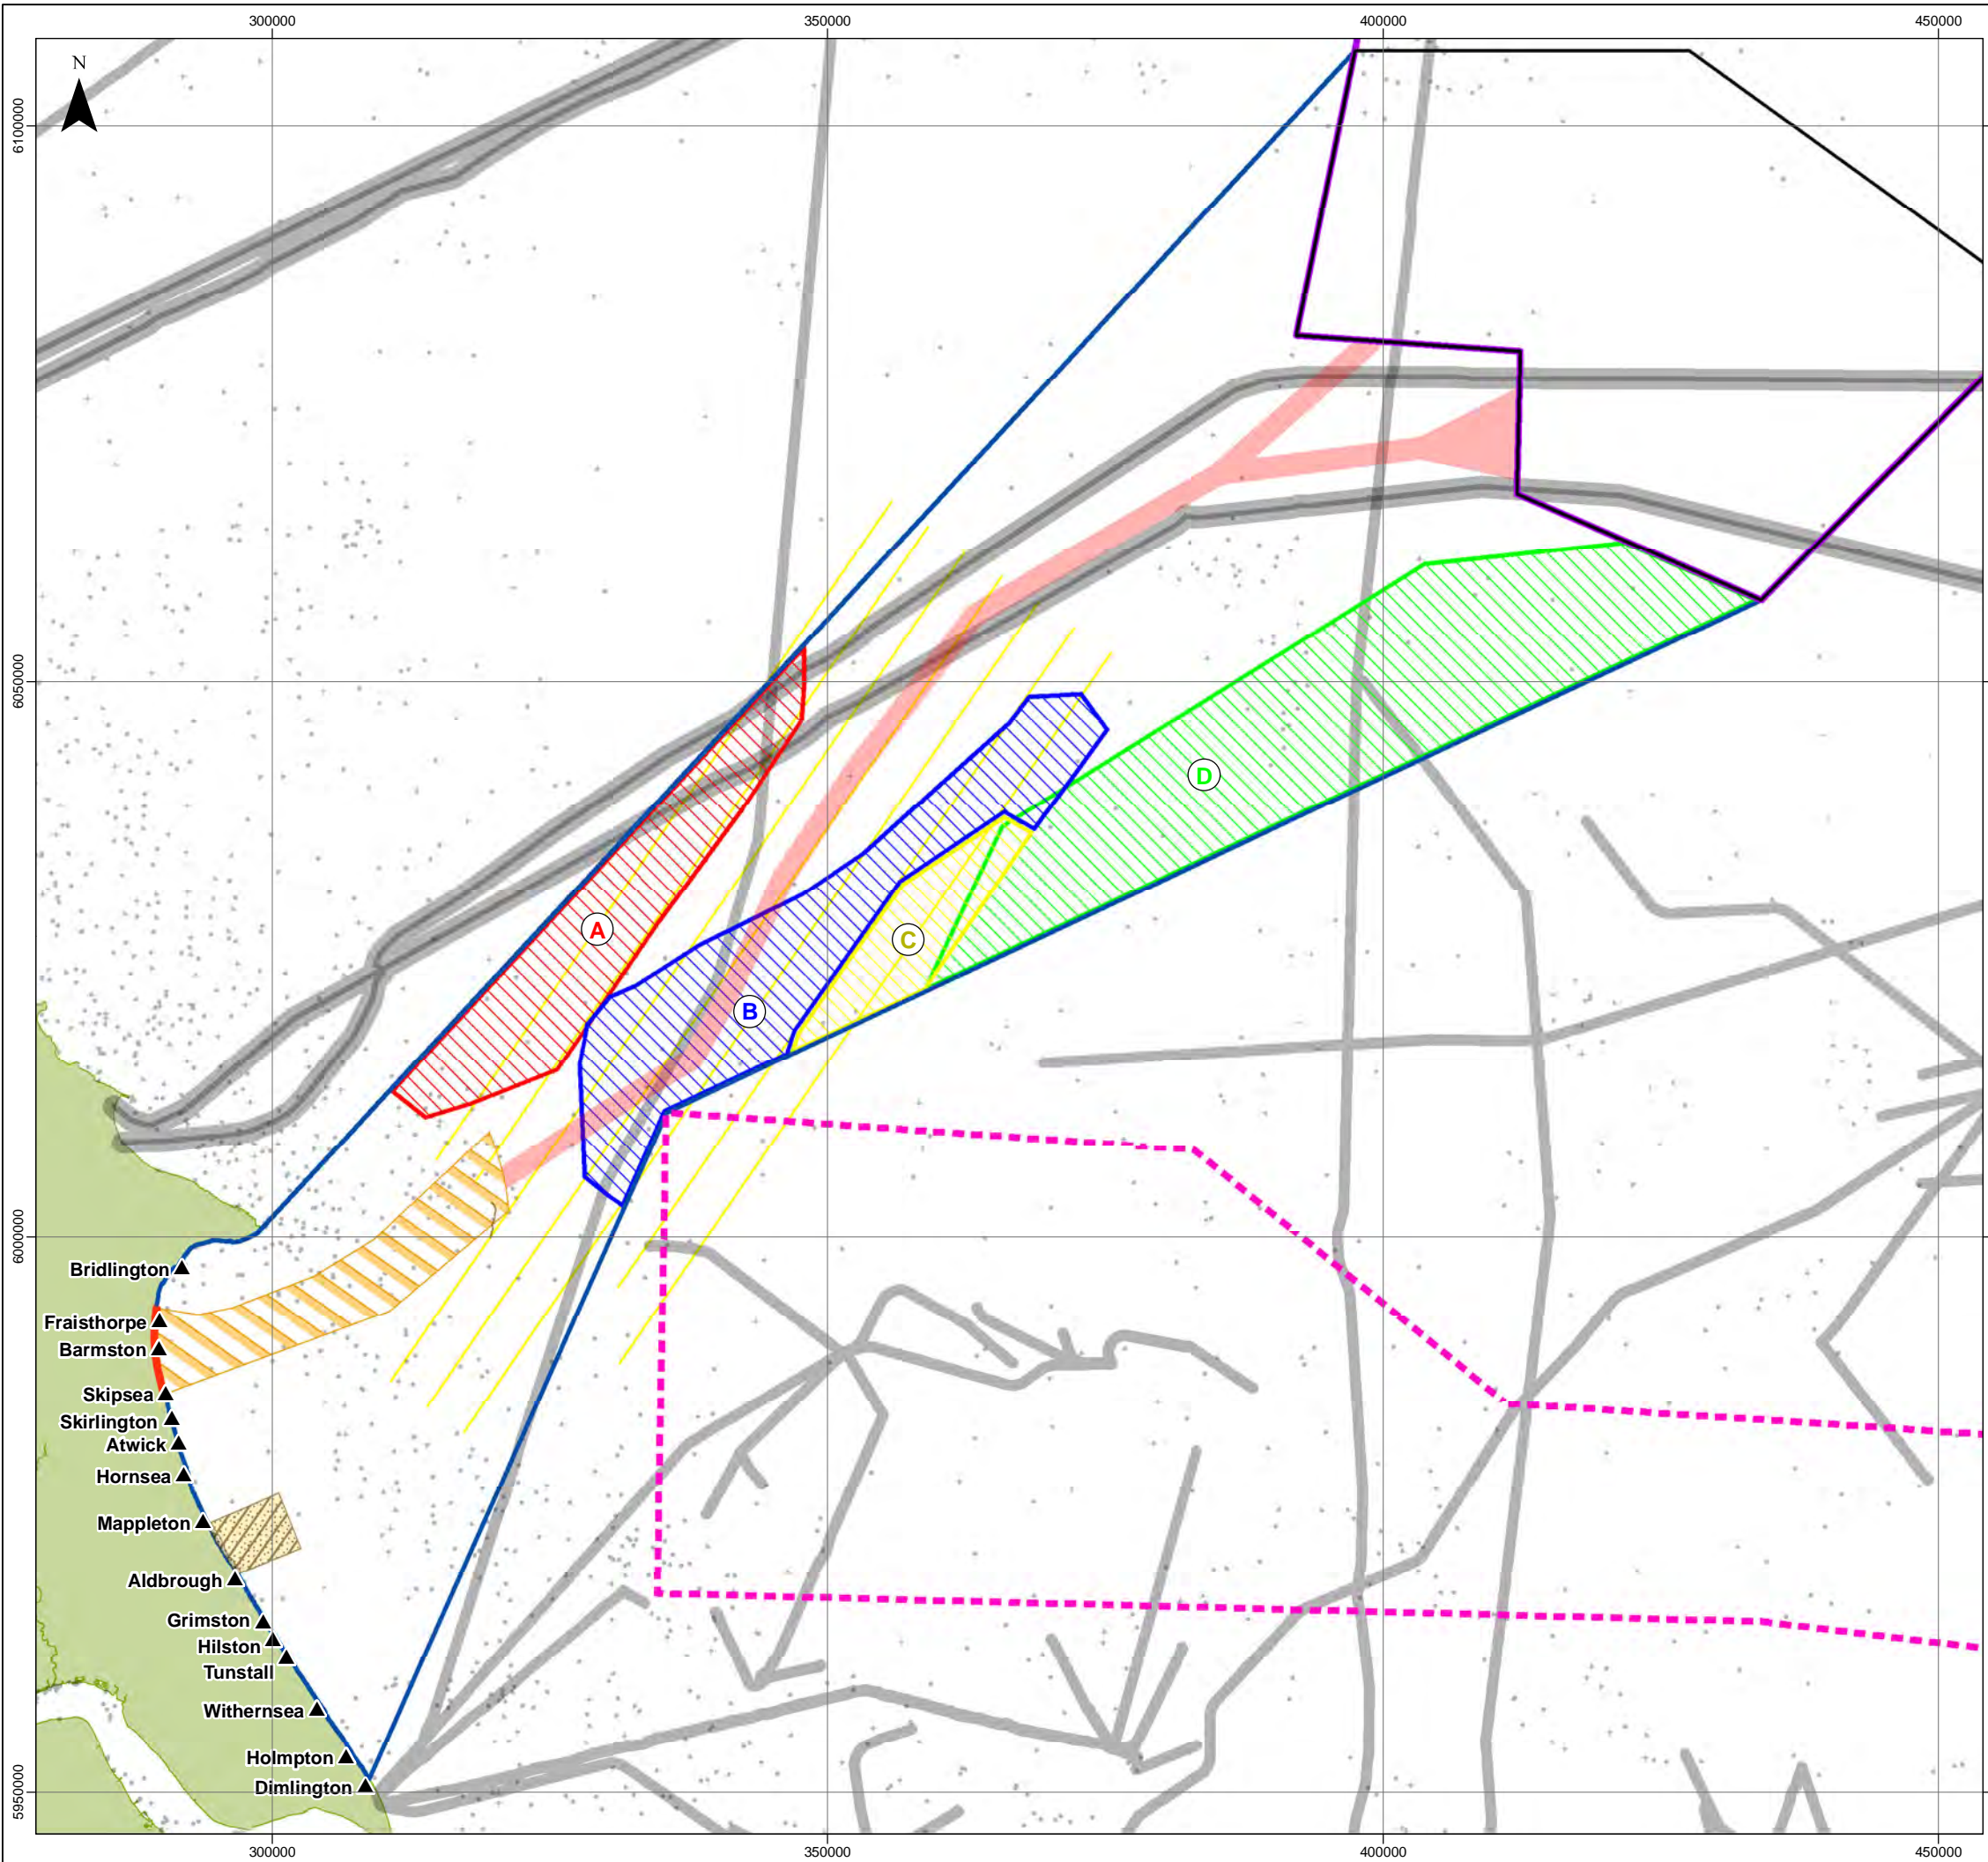 300000 350000 400000 450000
N
6100000
6050000
D
A
C
B
6000000
Bridlington
Fraisthorpe
Barmston
Skipsea
Skirlington
Atwick
Hornsea
Mappleton
Aldbrough
Grimston
Hilston
Tunstall
Withernsea
Holmpton
Dimlington
5950000
300000 350000 400000 450000